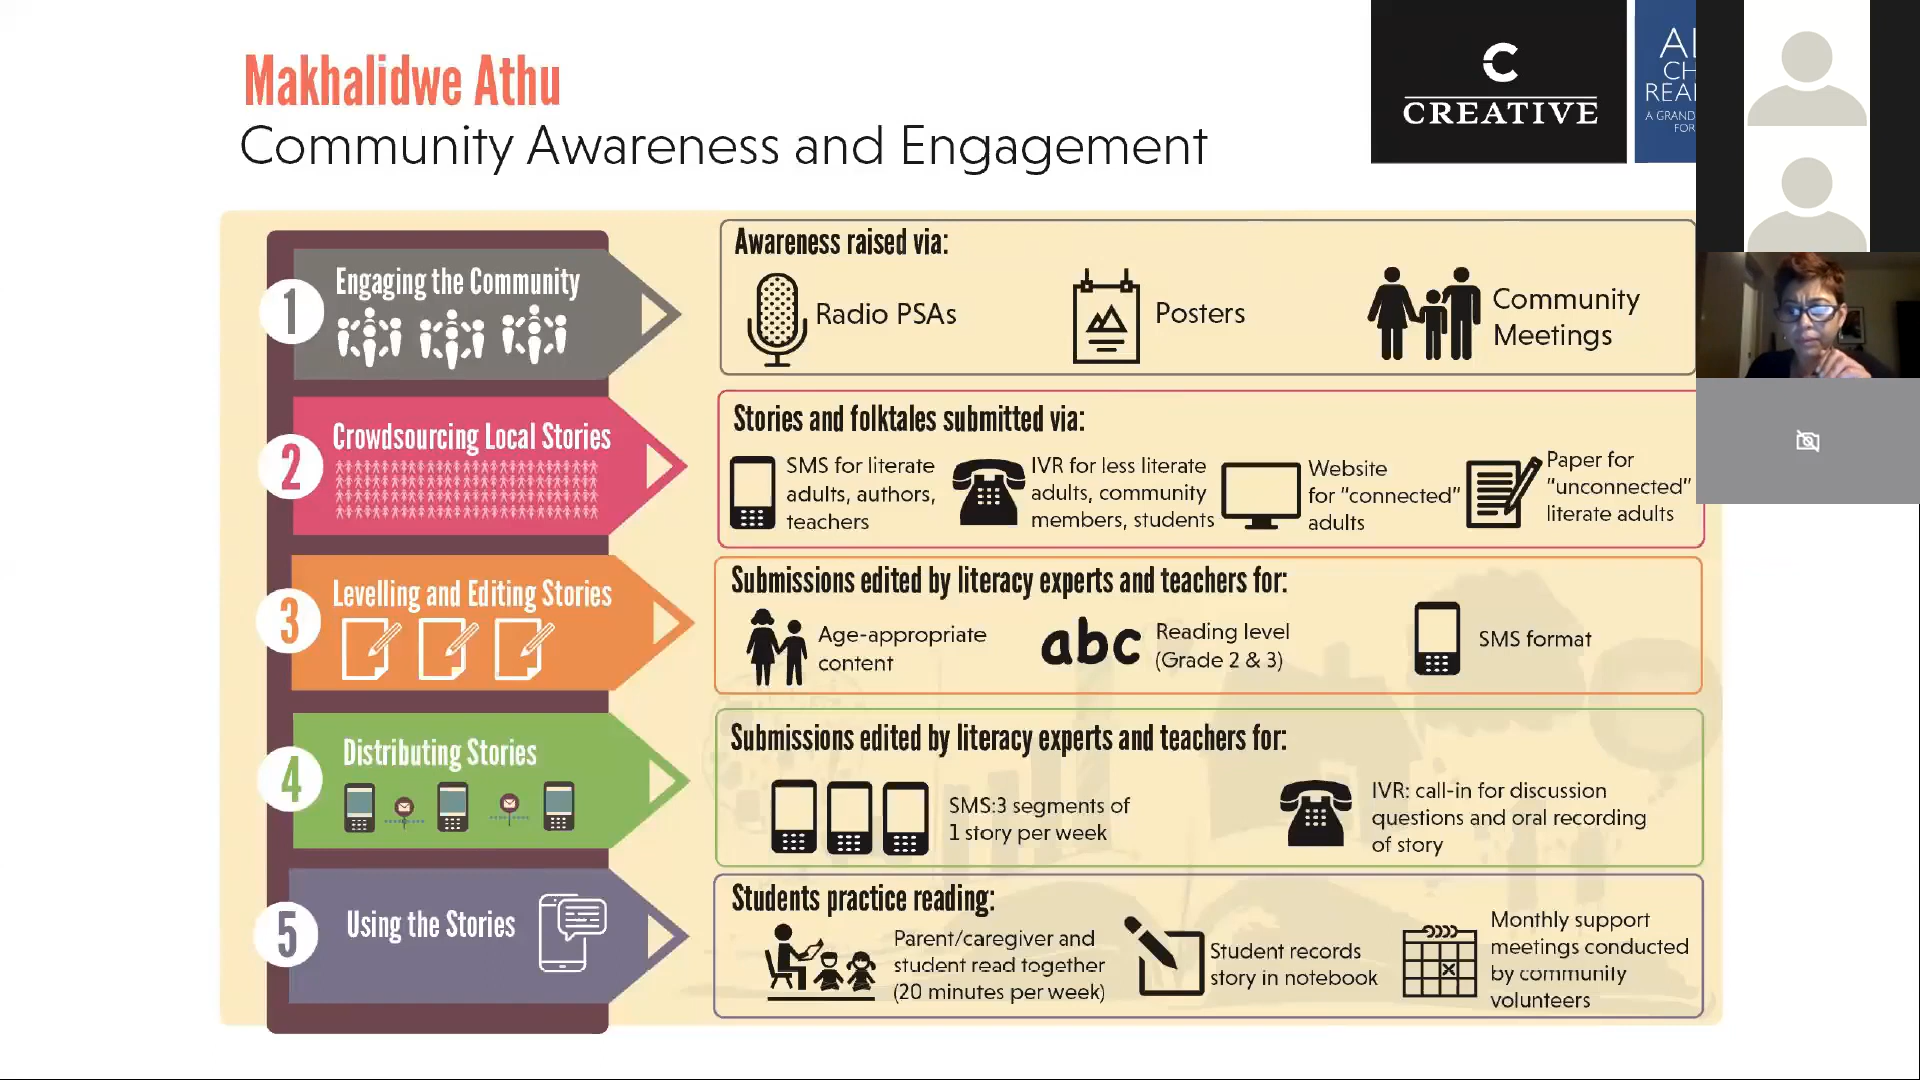 Makhalidwe Athu
Community Awareness and Engagement
C
CREATIVE
A GRAND
FOR
1
Engaging the Community
Awareness raised via:
Radio PSAs
Posters
Community
Meetings
2
Crowdsourcing Local Stories
Stories and folktales submitted via:
SMS for literate
adults, authors,
teachers
IVR for less literate
adults, community
members, students
Website
for "connected"
adults
Paper for
"unconnected"
literate adults
3
Levelling and Editing Stories
Submissions edited by literacy experts and teachers for:
Age-appropriate
content
abc
Reading level
(Grade 2 & 3)
SMS format
4
Distributing Stories
Submissions edited by literacy experts and teachers for:
SMS:3 segments of
1 story per week
IVR: call-in for discussion
questions and oral recording
of story
5
Using the Stories
Students practice reading:
Parent/caregiver and
student read together
(20 minutes per week)
Student records
story in notebook
Monthly support
meetings conducted
by community
volunteers